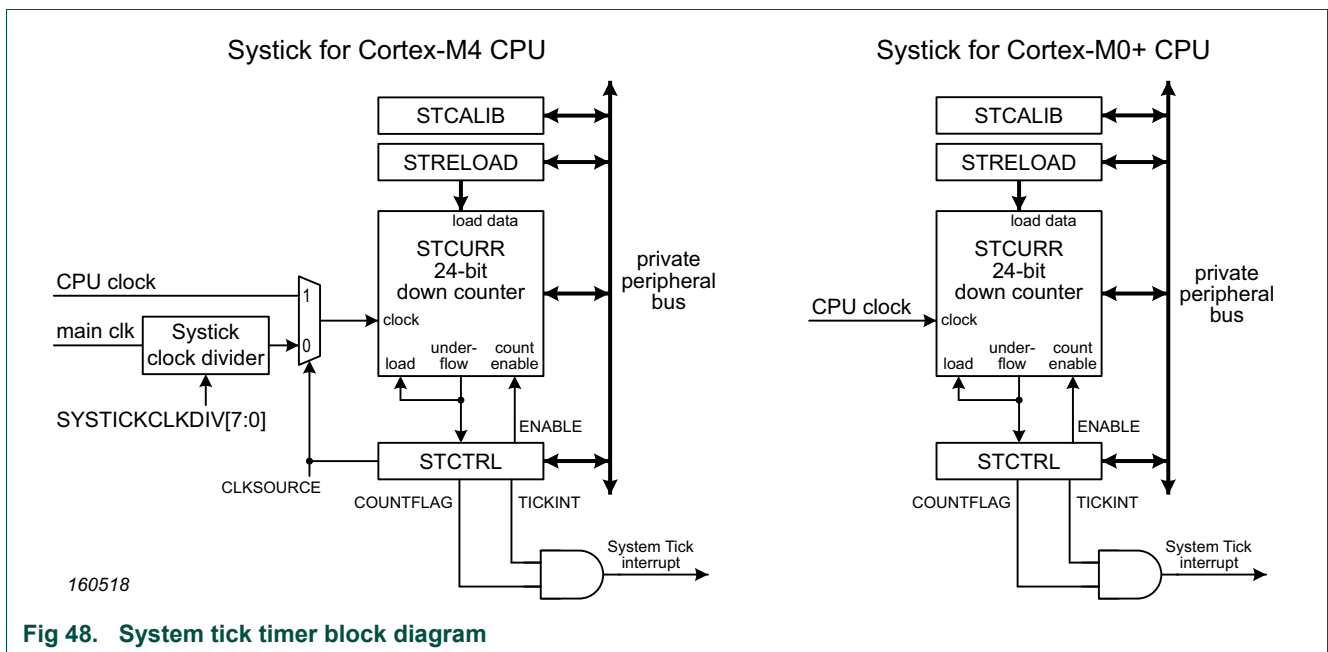 Systick for Cortex-M4 CPU
STCALIB
STRELOAD
load data
STCURR
24-bit
down counter
private
peripheral
bus
CPU clock
1
main clk
Systick
clock divider
0
clock
load
under-
flow
count
enable
SYSTICKCLKDIV[7:0]
ENABLE
STCTRL
CLKSOURCE
COUNTFLAG
TICKINT
System Tick
interrupt
Systick for Cortex-M0+ CPU
STCALIB
STRELOAD
load data
STCURR
24-bit
down counter
private
peripheral
bus
CPU clock
clock
load
under-
flow
count
enable
ENABLE
STCTRL
COUNTFLAG
TICKINT
System Tick
interrupt
160518
Fig 48. System tick timer block diagram